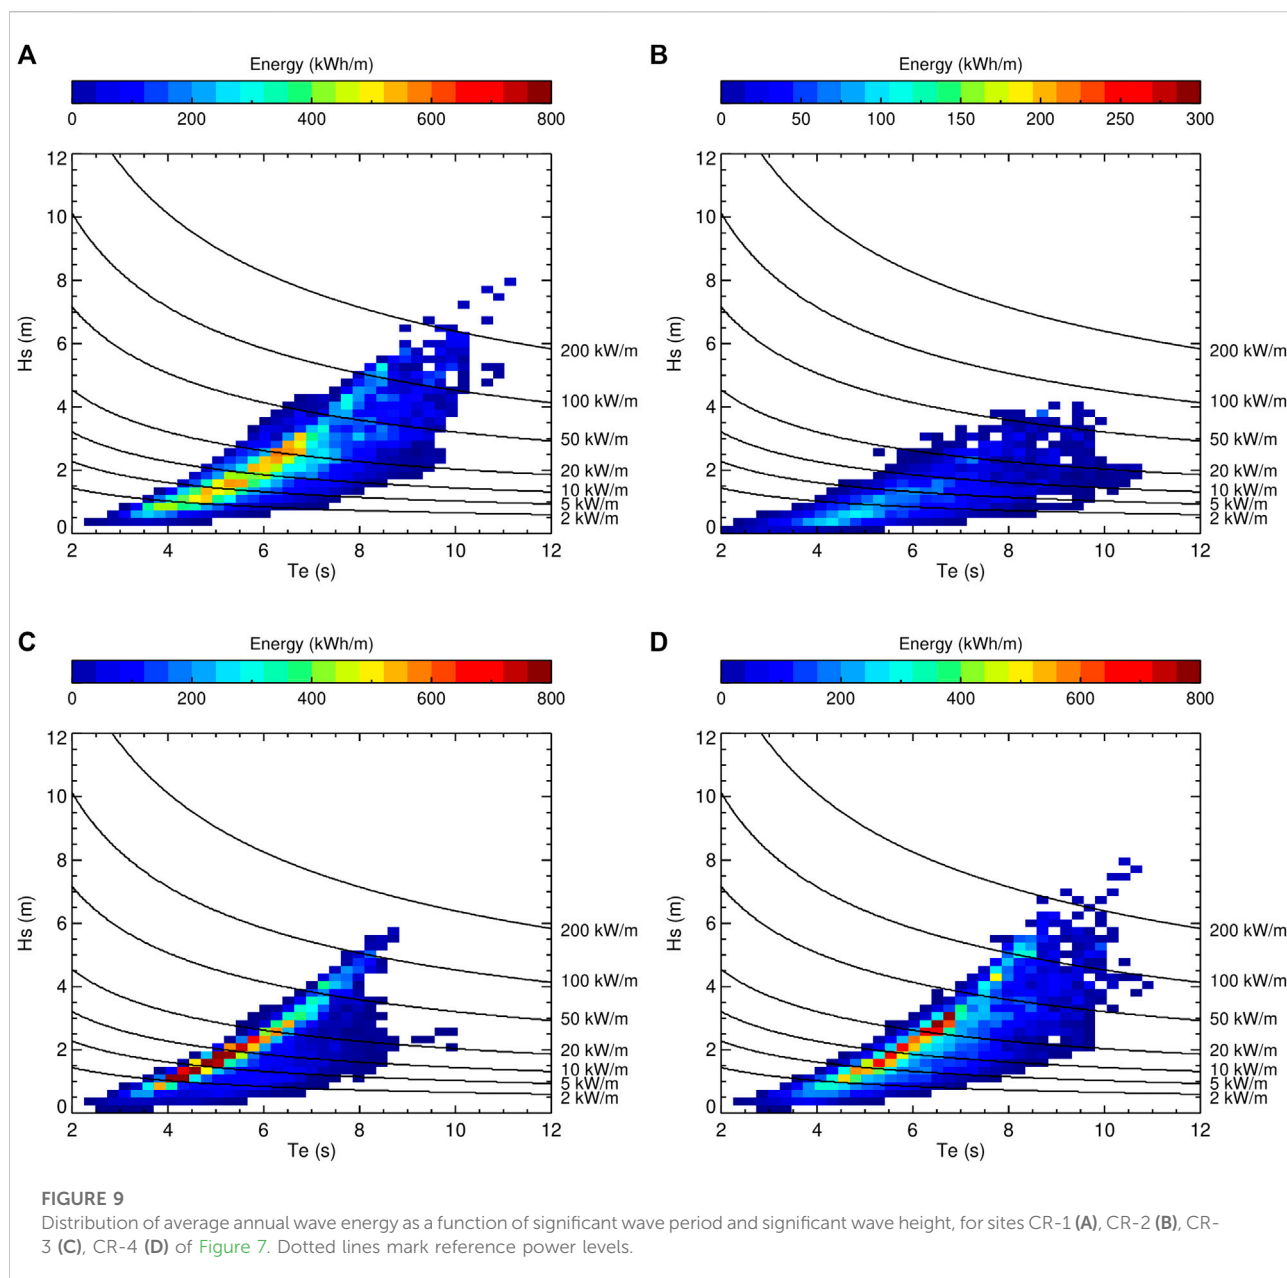 A
Energy (kWh/m)
0 200 400 600 800
12
10
8
6
4
2
0
Hs (m)
200 kW/m
100 kW/m
50 kW/m
20 kW/m
10 kW/m
5 kW/m
2 kW/m
2 4 6 8 10 12
Te (s)
B
Energy (kWh/m)
0 50 100 150 200 250 300
12
10
8
6
4
2
0
Hs (m)
200 kW/m
100 kW/m
50 kW/m
20 kW/m
10 kW/m
5 kW/m
2 kW/m
2 4 6 8 10 12
Te (s)
C
Energy (kWh/m)
0 200 400 600 800
12
10
8
6
4
2
0
Hs (m)
200 kW/m
100 kW/m
50 kW/m
20 kW/m
10 kW/m
5 kW/m
2 kW/m
2 4 6 8 10 12
Te (s)
D
Energy (kWh/m)
0 200 400 600 800
12
10
8
6
4
2
0
Hs (m)
200 kW/m
100 kW/m
50 kW/m
20 kW/m
10 kW/m
5 kW/m
2 kW/m
2 4 6 8 10 12
Te (s)
FIGURE 9
Distribution of average annual wave energy as a function of significant wave period and significant wave height, for sites CR-1 (A), CR-2 (B), CR-
3 (C), CR-4 (D) of Figure 7. Dotted lines mark reference power levels.